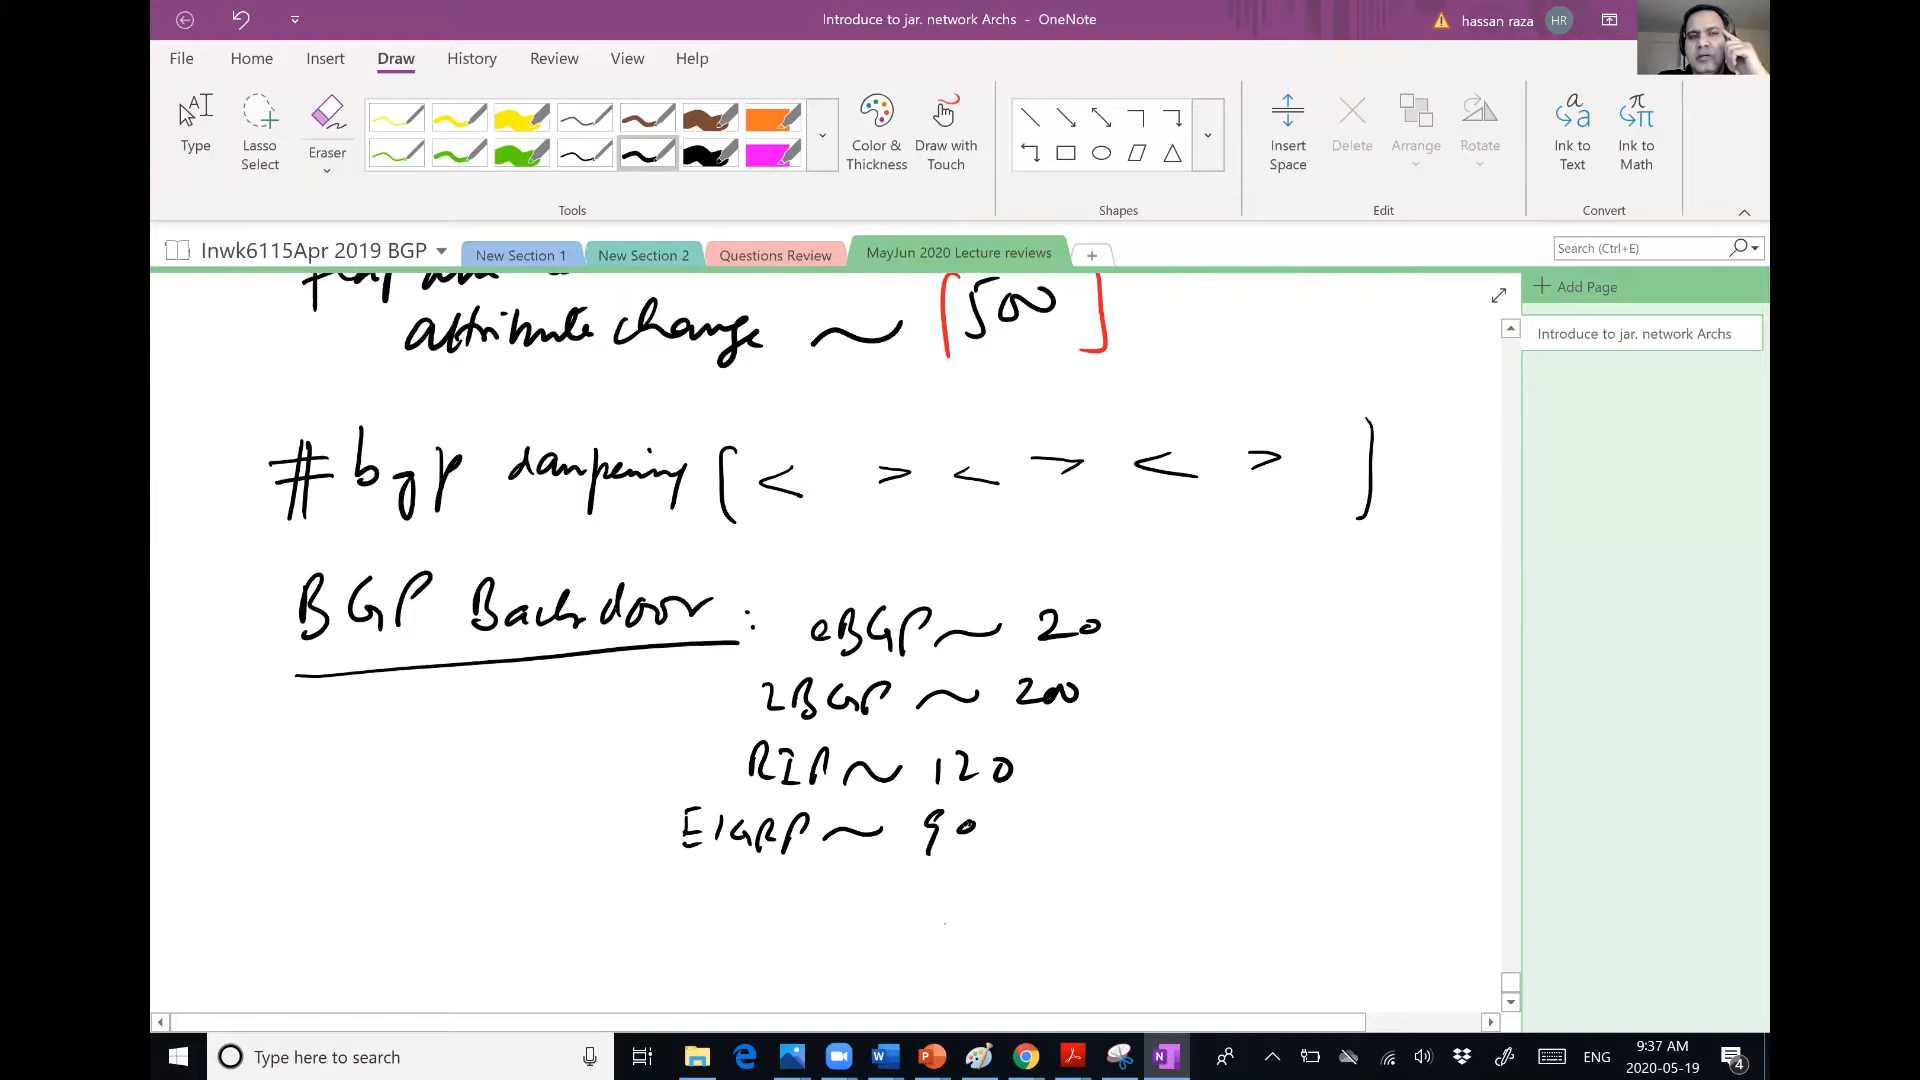 Introduce to jar. network Archs - OneNote
hassan raza HR
File Home Insert Draw History Review View Help
Type
Lasso Select
Eraser
Color & Thickness
Draw with Touch
Insert Space
Delete
Arrange
Rotate
Ink to Text
Ink to Math
Tools
Shapes
Edit
Convert
Inwk6115Apr 2019 BGP New Section 1 New Section 2 Questions Review MayJun 2020 Lecture reviews + Search (Ctrl+E)
Add Page
Introduce to jar. network Archs
attribute change ~ [500]
#bgp dampening [< > < > < > ]
BGP Backdoor : eBGP ~ 20
IBGP ~ 200
RIP ~ 120
EIGRP ~ 90
Type here to search
ENG
9:37 AM
2020-05-19
4